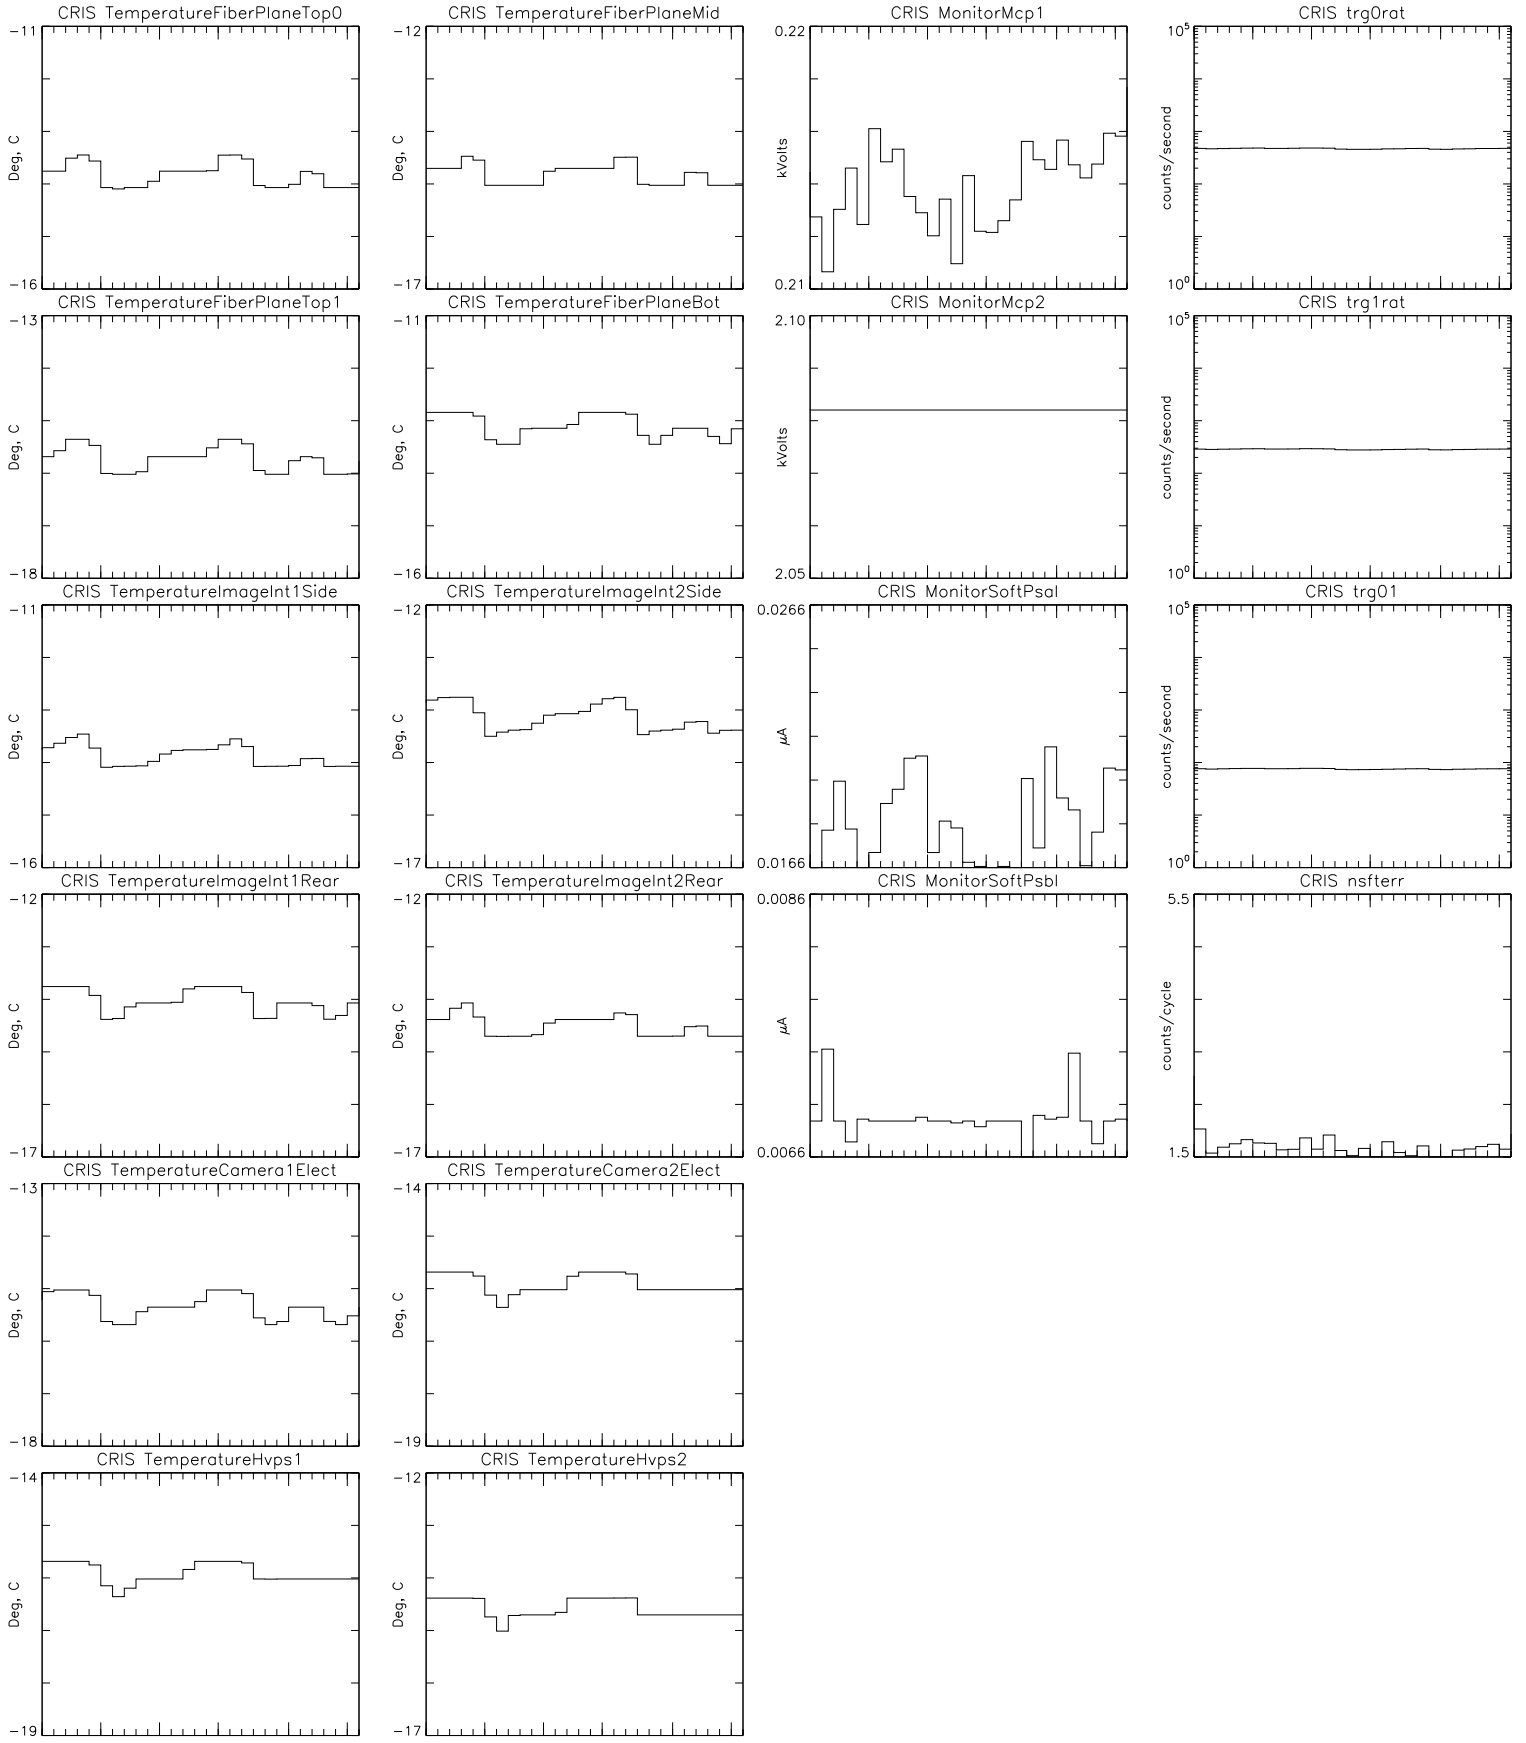 CRIS TemperatureFiberPlaneTop0
-11
Deg, C
-16
CRIS TemperatureFiberPlaneMid
-12
Deg, C
-17
CRIS MonitorMcp1
0.22
kVolts
0.21
CRIS trg0rat
10^5
counts/second
10^0
CRIS TemperatureFiberPlaneTop1
-13
Deg, C
-18
CRIS TemperatureFiberPlaneBot
-11
Deg, C
-16
CRIS MonitorMcp2
2.10
kVolts
2.05
CRIS trg1rat
10^5
counts/second
10^0
CRIS TemperatureImageInt1Side
-11
Deg, C
-16
CRIS TemperatureImageInt2Side
-12
Deg, C
-17
CRIS MonitorSoftPsaI
0.0266
μA
0.0166
CRIS trg01
10^5
counts/second
10^0
CRIS TemperatureImageInt1Rear
-12
Deg, C
-17
CRIS TemperatureImageInt2Rear
-12
Deg, C
-17
CRIS MonitorSoftPsbI
0.0086
μA
0.0066
CRIS nsfterr
5.5
counts/cycle
1.5
CRIS TemperatureCamera1Elect
-13
Deg, C
-18
CRIS TemperatureCamera2Elect
-14
Deg, C
-19
CRIS TemperatureHvps1
-14
Deg, C
-19
CRIS TemperatureHvps2
-12
Deg, C
-17